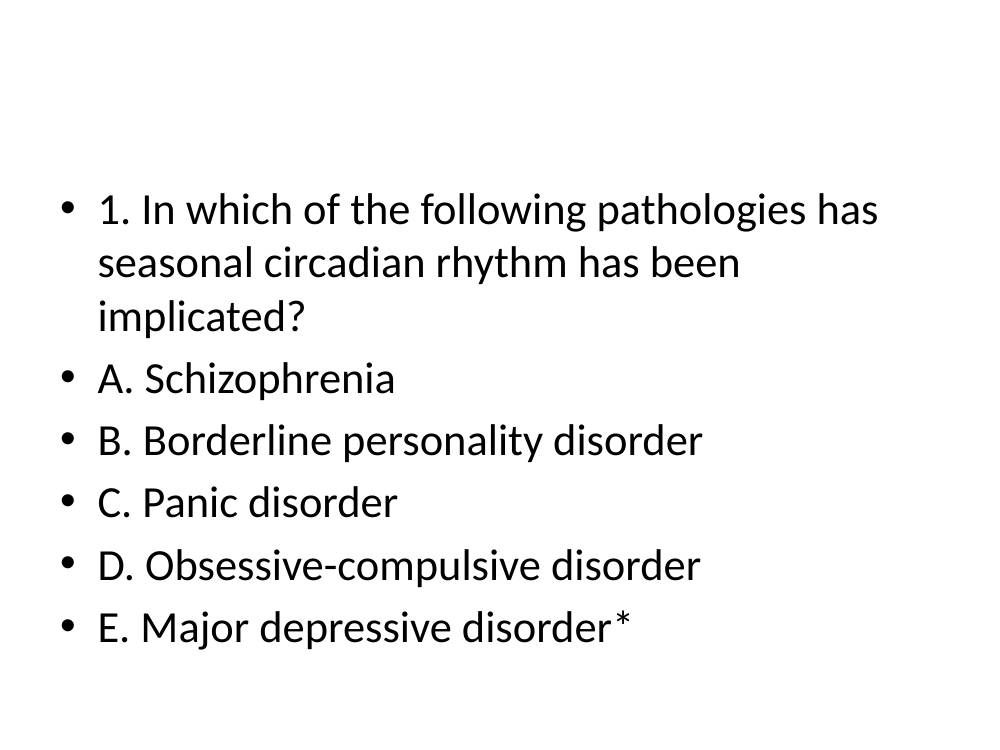 • 1. In which of the following pathologies has
seasonal circadian rhythm has been
implicated?
• A. Schizophrenia
• B. Borderline personality disorder
• C. Panic disorder
• D. Obsessive-compulsive disorder
• E. Major depressive disorder*